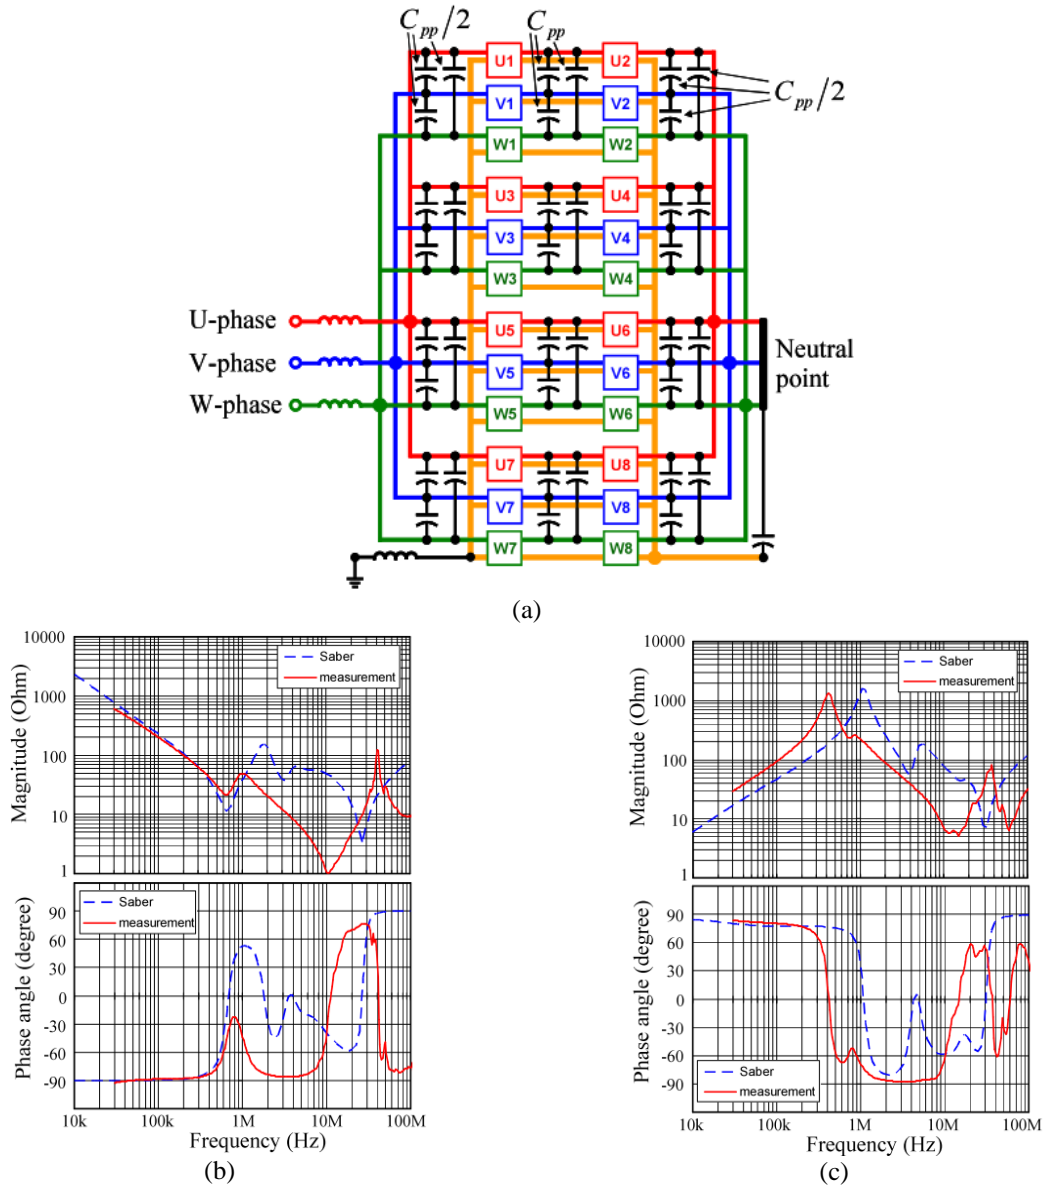 C_pp/2
C_pp
C_pp/2
U1
U2
V1
V2
W1
W2
U3
U4
V3
V4
W3
W4
U-phase
U5
U6
V-phase
V5
V6
W-phase
W5
W6
Neutral
point
U7
U8
V7
V8
W7
W8
(a)
10000
1000
100
10
1
Magnitude (Ohm)
Saber
measurement
90
60
30
0
-30
-60
-90
Phase angle (degree)
Saber
measurement
10k
100k
1M
10M
100M
Frequency (Hz)
(b)
10000
1000
100
10
1
Magnitude (Ohm)
Saber
measurement
90
60
30
0
-30
-60
-90
Phase angle (degree)
Saber
measurement
10k
100k
1M
10M
100M
Frequency (Hz)
(c)